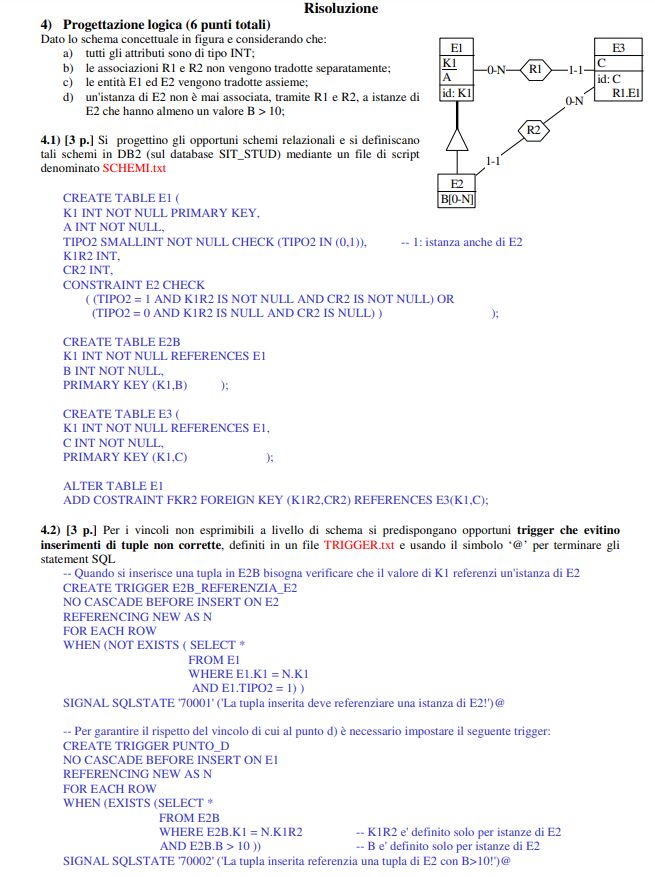 Risoluzione
4) Progettazione logica (6 punti totali)
Dato lo schema concettuale in figura e considerando che:
a) tutti gli attributi sono di tipo INT;
b) le associazioni R1 e R2 non vengono tradotte separatamente;
c) le entità E1 ed E2 vengono tradotte assieme;
d) un'istanza di E2 non è mai associata, tramite R1 e R2, a istanze di
E2 che hanno almeno un valore B > 10;
E1
K1
A
id: K1
0-N
R1
1-1
E3
C
id: C
R1.E1
0-N
R2
1-1
E2
B[0-N]
4.1) [3 p.] Si progettino gli opportuni schemi relazionali e si definiscano
tali schemi in DB2 (sul database SIT_STUD) mediante un file di script
denominato SCHEMI.txt
CREATE TABLE E1 (
K1 INT NOT NULL PRIMARY KEY,
A INT NOT NULL,
TIPO2 SMALLINT NOT NULL CHECK (TIPO2 IN (0,1)), -- 1: istanza anche di E2
K1R2 INT,
CR2 INT,
CONSTRAINT E2 CHECK
( (TIPO2 = 1 AND K1R2 IS NOT NULL AND CR2 IS NOT NULL) OR
(TIPO2 = 0 AND K1R2 IS NULL AND CR2 IS NULL) ) );
CREATE TABLE E2B
K1 INT NOT NULL REFERENCES E1
B INT NOT NULL,
PRIMARY KEY (K1,B) );
CREATE TABLE E3 (
K1 INT NOT NULL REFERENCES E1,
C INT NOT NULL,
PRIMARY KEY (K1,C) );
ALTER TABLE E1
ADD COSTRAINT FKR2 FOREIGN KEY (K1R2,CR2) REFERENCES E3(K1,C);
4.2) [3 p.] Per i vincoli non esprimibili a livello di schema si predispongano opportuni trigger che evitino
inserimenti di tuple non corrette, definiti in un file TRIGGER.txt e usando il simbolo ‘@’ per terminare gli
statement SQL
-- Quando si inserisce una tupla in E2B bisogna verificare che il valore di K1 referenzi un'istanza di E2
CREATE TRIGGER E2B_REFERENZIA_E2
NO CASCADE BEFORE INSERT ON E2
REFERENCING NEW AS N
FOR EACH ROW
WHEN (NOT EXISTS ( SELECT *
FROM E1
WHERE E1.K1 = N.K1
AND E1.TIPO2 = 1) )
SIGNAL SQLSTATE '70001' ('La tupla inserita deve referenziare una istanza di E2!')@
-- Per garantire il rispetto del vincolo di cui al punto d) è necessario impostare il seguente trigger:
CREATE TRIGGER PUNTO_D
NO CASCADE BEFORE INSERT ON E1
REFERENCING NEW AS N
FOR EACH ROW
WHEN (EXISTS (SELECT *
FROM E2B
WHERE E2B.K1 = N.K1R2 -- K1R2 e' definito solo per istanze di E2
AND E2B.B > 10 )) -- B e' definito solo per istanze di E2
SIGNAL SQLSTATE '70002' ('La tupla inserita referenzia una tupla di E2 con B>10!')@